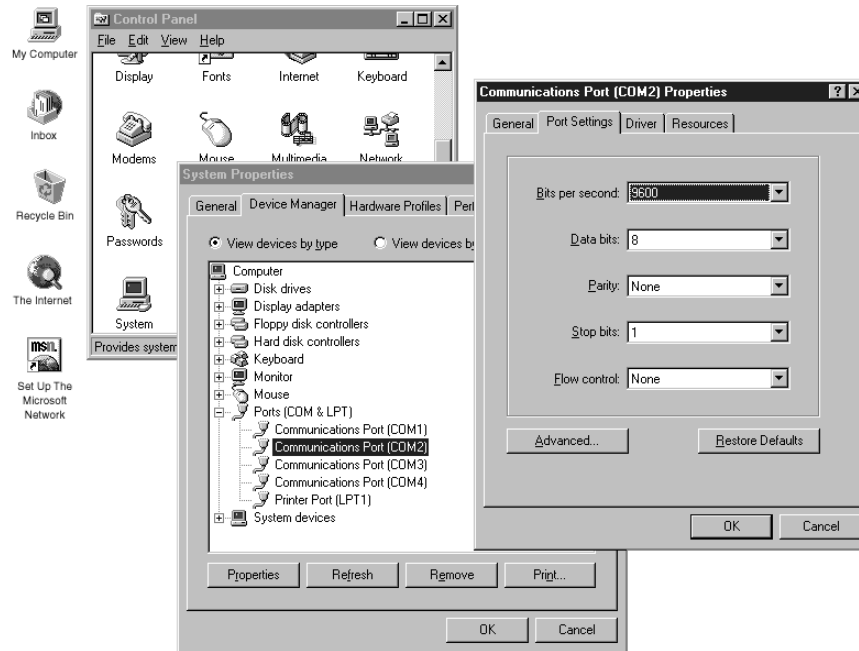 My Computer
Inbox
Recycle Bin
The Internet
msn.
Set Up The
Microsoft
Network
Control Panel
File Edit View Help
Display Fonts Internet Keyboard
Modems Mouse Multimedia Network
Passwords
System
Provides system
System Properties
General Device Manager Hardware Profiles
View devices by type View devices by
Computer
Disk drives
Display adapters
Floppy disk controllers
Hard disk controllers
Keyboard
Monitor
Mouse
Ports (COM & LPT)
Communications Port (COM1)
Communications Port (COM2)
Communications Port (COM3)
Communications Port (COM4)
Printer Port (LPT1)
System devices
Properties Refresh Remove Print...
OK Cancel
Communications Port (COM2) Properties
General Port Settings Driver Resources
Bits per second: 9600
Data bits: 8
Parity: None
Stop bits: 1
Flow control: None
Advanced... Restore Defaults
OK Cancel